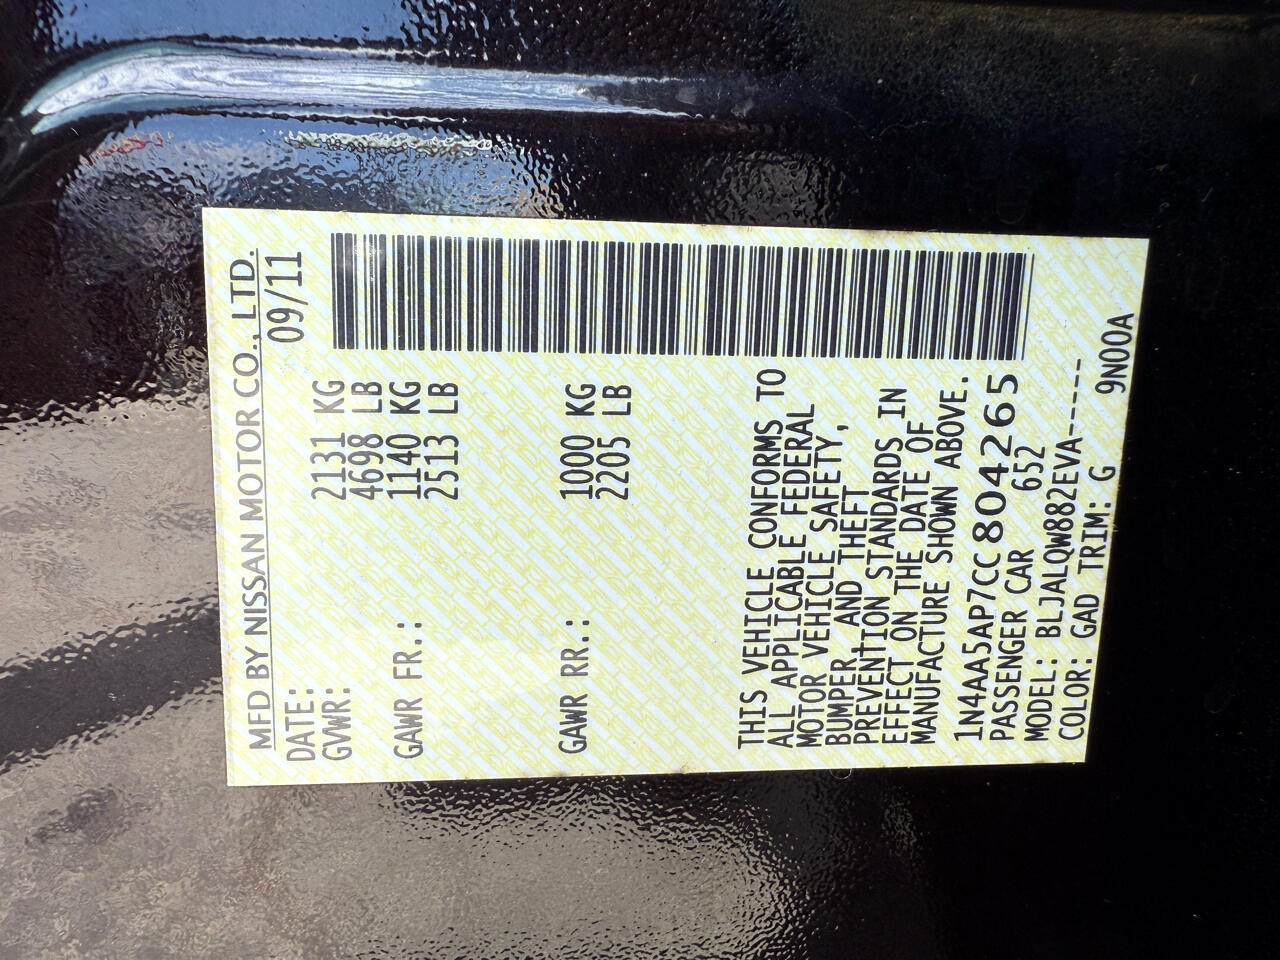 MFD BY NISSAN MOTOR CO., LTD.
DATE: 09/11
GVWR: 2131 KG
4698 LB
GAWR FR.: 1140 KG
2513 LB
GAWR RR.: 1000 KG
2205 LB
THIS VEHICLE CONFORMS TO
ALL APPLICABLE FEDERAL
MOTOR VEHICLE SAFETY,
BUMPER, AND THEFT
PREVENTION STANDARDS IN
EFFECT ON THE DATE OF
MANUFACTURE SHOWN ABOVE.
1N4AA5AP7CC804265
PASSENGER CAR 652
MODEL: BLJALQW882EVA-----
COLOR: GAD TRIM: G 9N00A